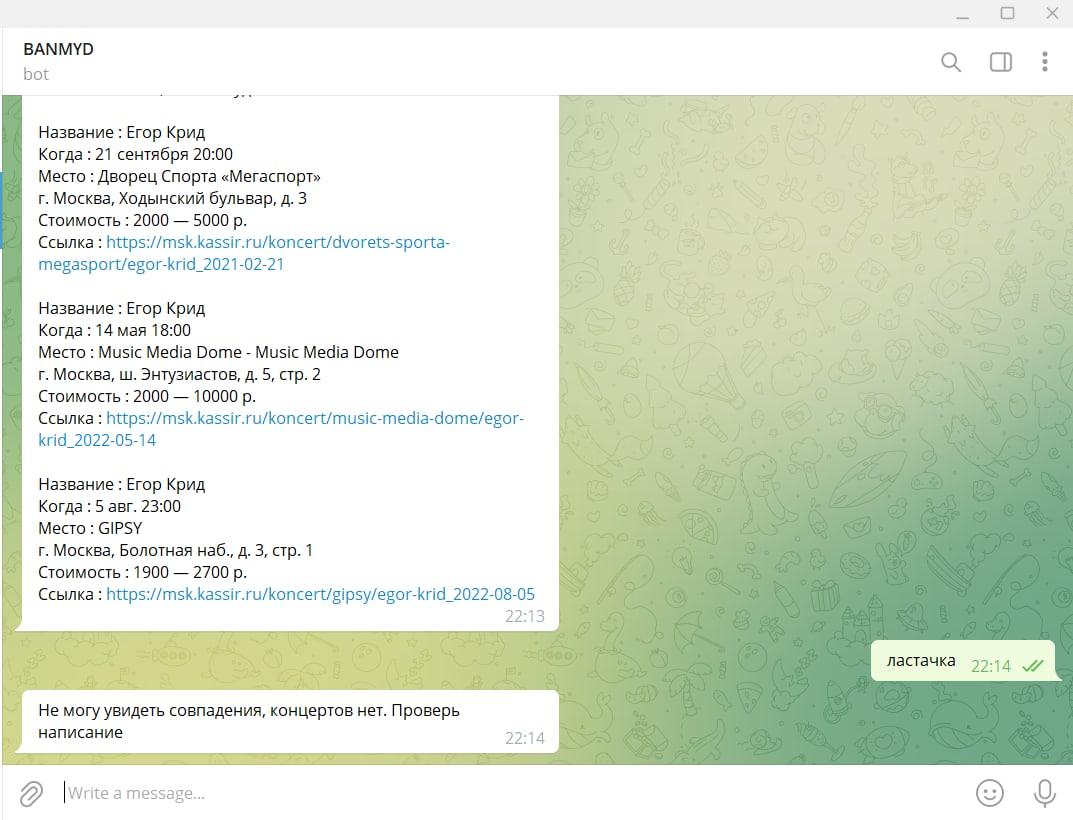 BANMYD
bot
Название : Егор Крид
Когда : 21 сентября 20:00
Место : Дворец Спорта «Мегаспорт»
г. Москва, Ходынский бульвар, д. 3
Стоимость : 2000 — 5000 р.
Ссылка : https://msk.kassir.ru/koncert/dvorets-sporta-
megasport/egor-krid_2021-02-21
Название : Егор Крид
Когда : 14 мая 18:00
Место : Music Media Dome - Music Media Dome
г. Москва, ш. Энтузиастов, д. 5, стр. 2
Стоимость : 2000 — 10000 р.
Ссылка : https://msk.kassir.ru/koncert/music-media-dome/egor-
krid_2022-05-14
Название : Егор Крид
Когда : 5 авг. 23:00
Место : GIPSY
г. Москва, Болотная наб., д. 3, стр. 1
Стоимость : 1900 — 2700 р.
Ссылка : https://msk.kassir.ru/koncert/gipsy/egor-krid_2022-08-05
22:13
ластачка 22:14
Не могу увидеть совпадения, концертов нет. Проверь
написание
22:14
Write a message...